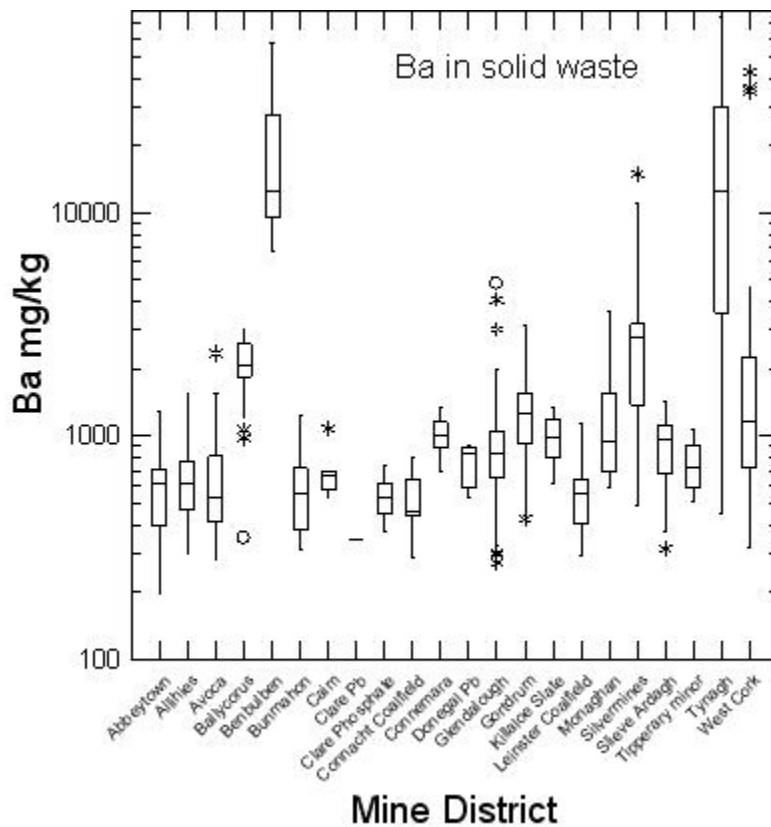 Ba in solid waste
Ba mg/kg
10000
1000
100
Abbeytown
Allihies
Avoca
Ballycorus
Benbulben
Bunmahon
Caim
Clare Pb
Clare Phosphate
Connacht Coalfield
Connemara
Donegal Pb
Glendalough
Gortdrum
Killaloe Slate
Leinster Coalfield
Monaghan
Silvermines
Slieve Ardagh
Tipperary minor
Tynagh
West Cork
Mine District